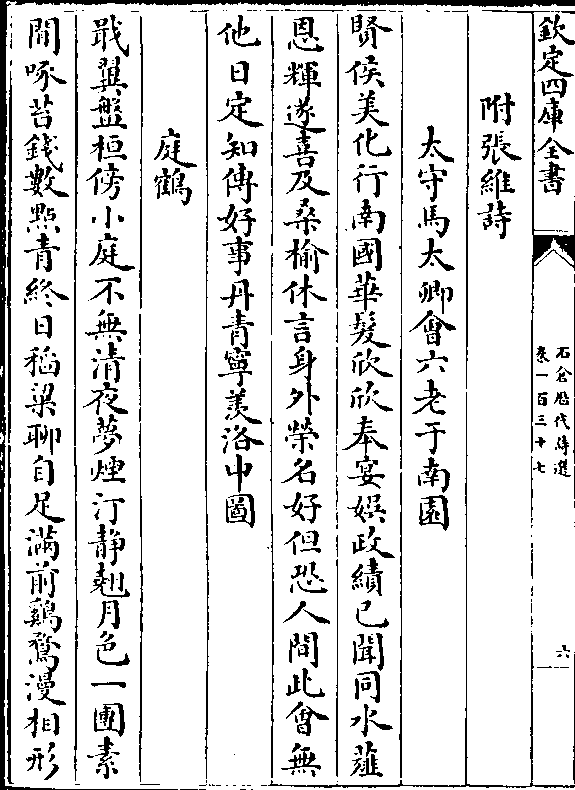 欽定四庫全書
石倉歷代詩選
卷一百三十七
六
附張維詩
太守馬太卿會六老于南園
賢侯美化行南國華髮欣欣奉宴娛政績已聞同水薤
恩輝遂喜及桑榆休言身外榮名好但恐人間此會無
他日定知傳好事丹青寧羨洛中圖
庭鶴
戢翼盤桓傍小庭不無清夜夢煙汀静翹月色一團素
閒啄苔錢數點青終日稻粱聊自足滿前鷄鶩漫相形